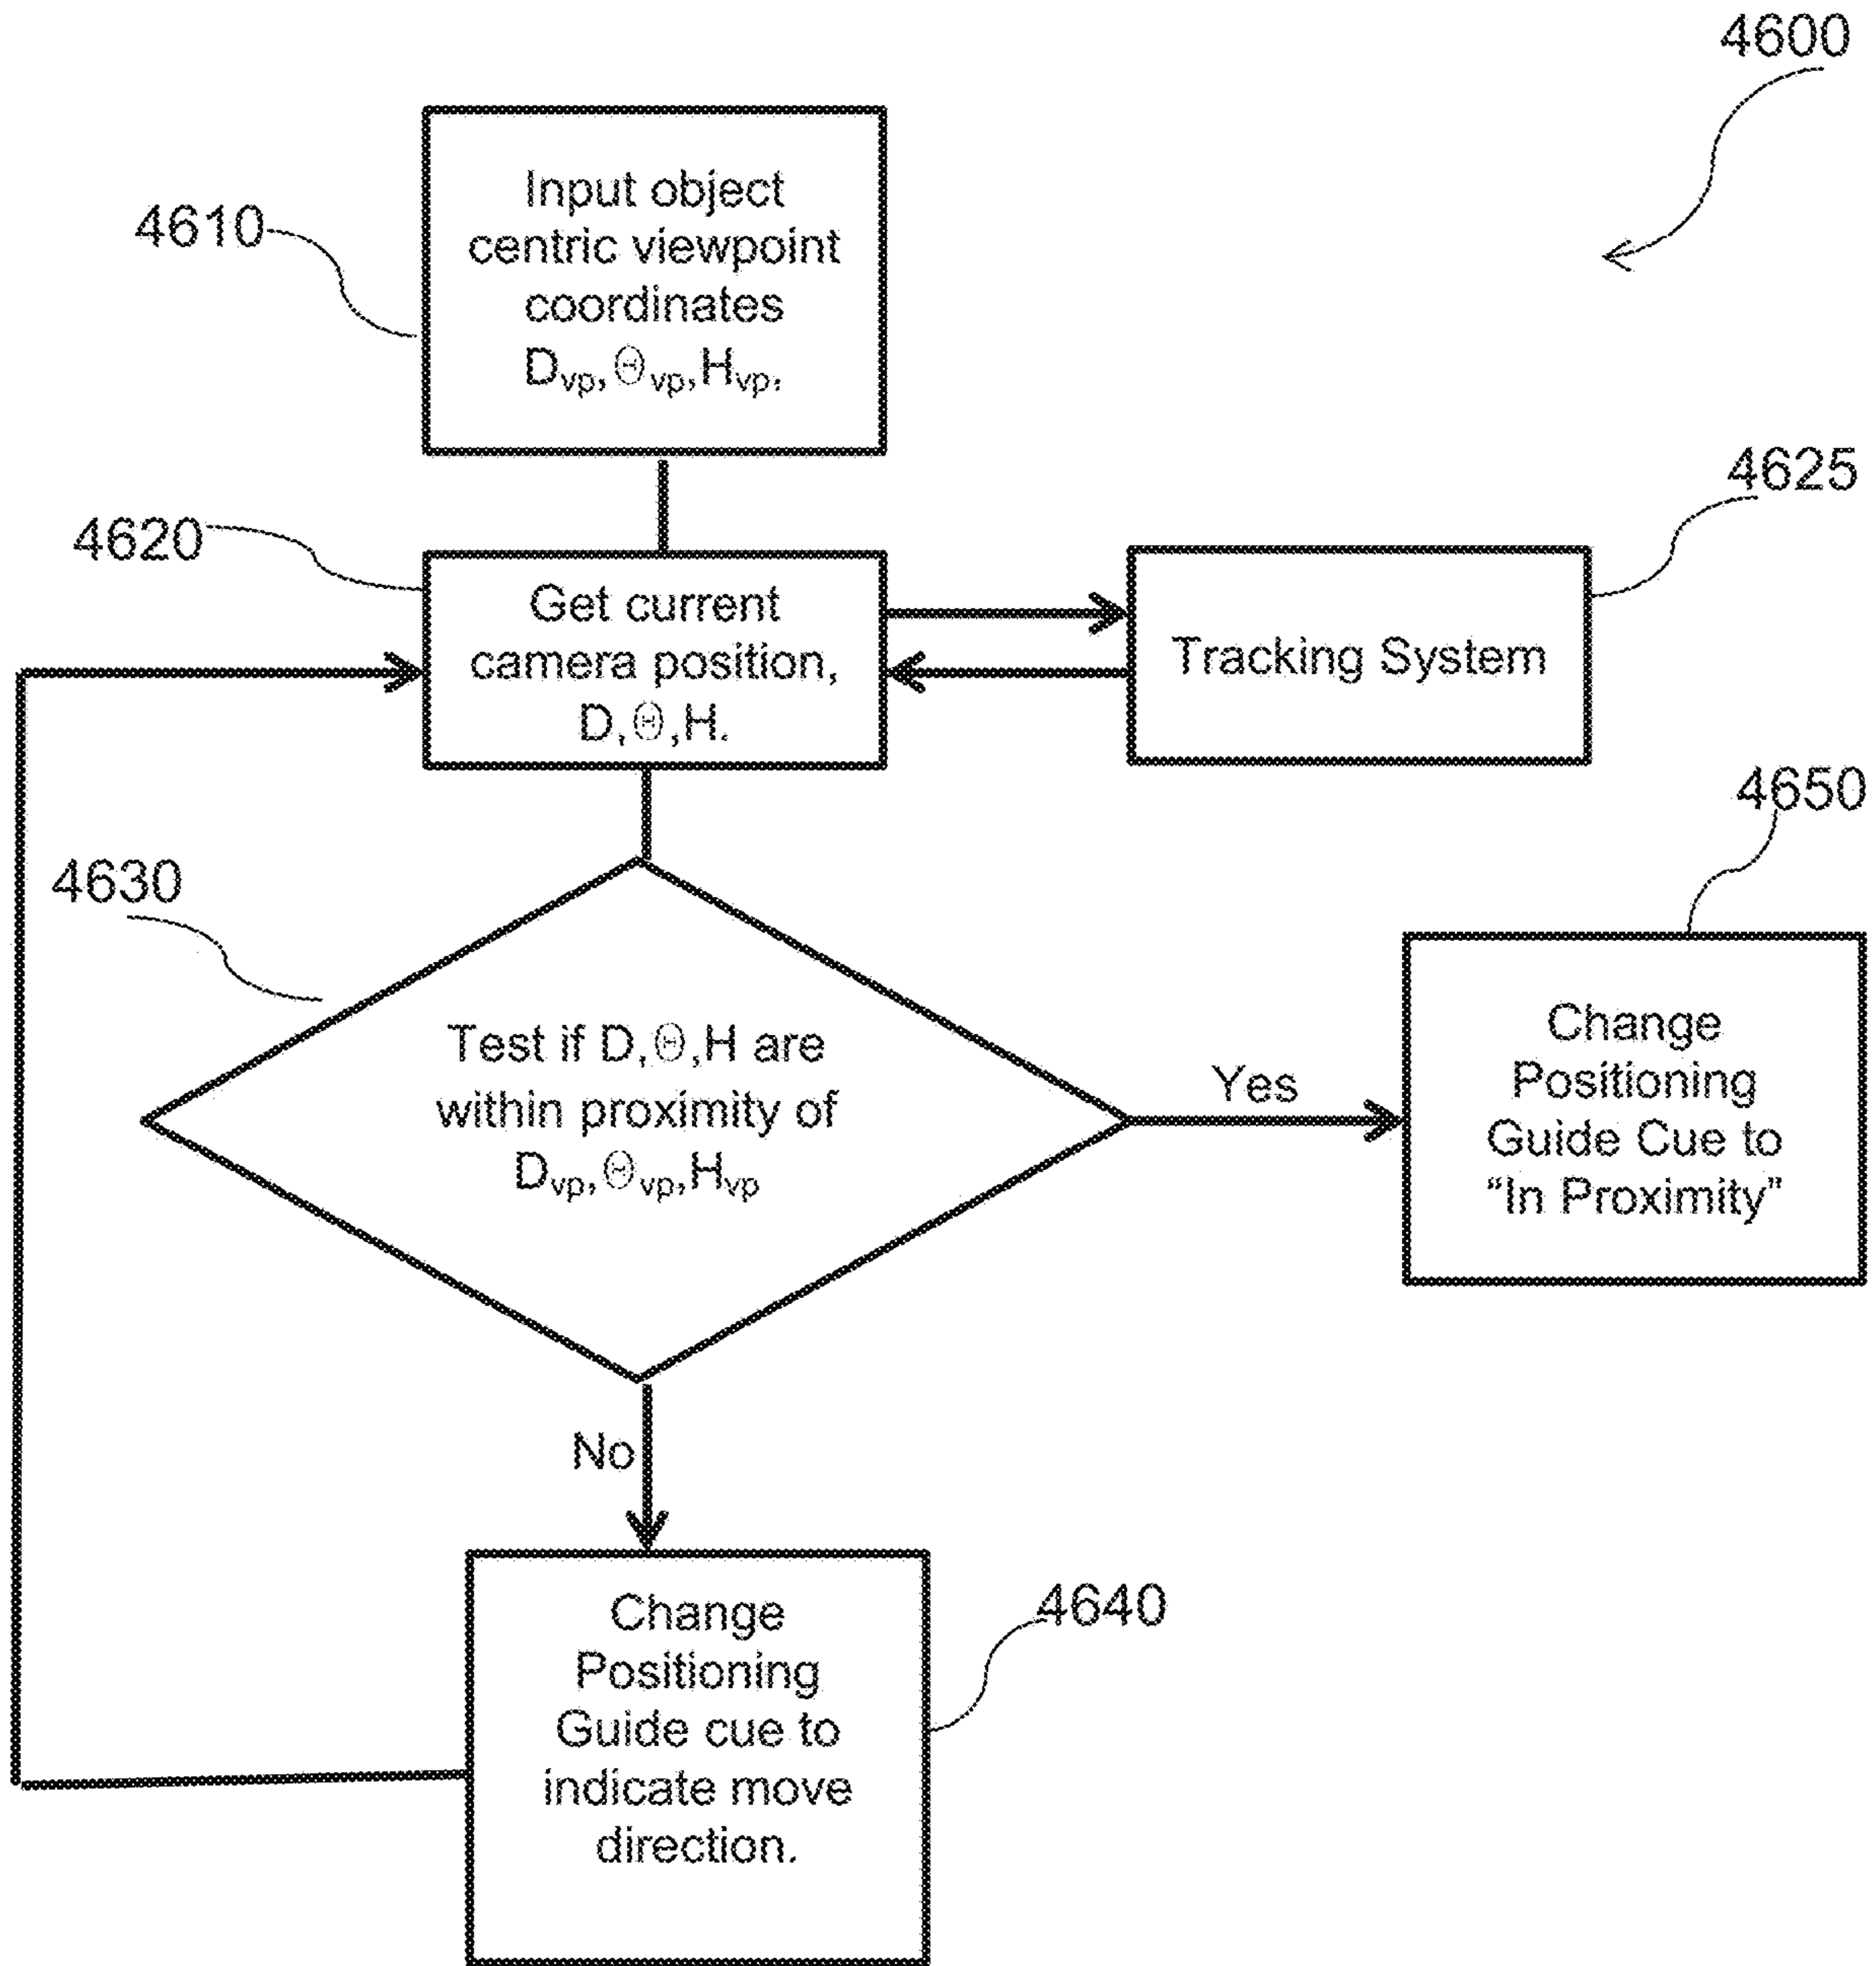 4600
4610
Input object
centric viewpoint
coordinates
Dvp,Θvp,Hvp,
4620
Get current
camera position,
D,Θ,H.
4625
Tracking System
4630
Test if D,Θ,H are
within proximity of
Dvp,Θvp,Hvp
Yes
4650
Change
Positioning
Guide Cue to
“In Proximity”
No
4640
Change
Positioning
Guide cue to
indicate move
direction.